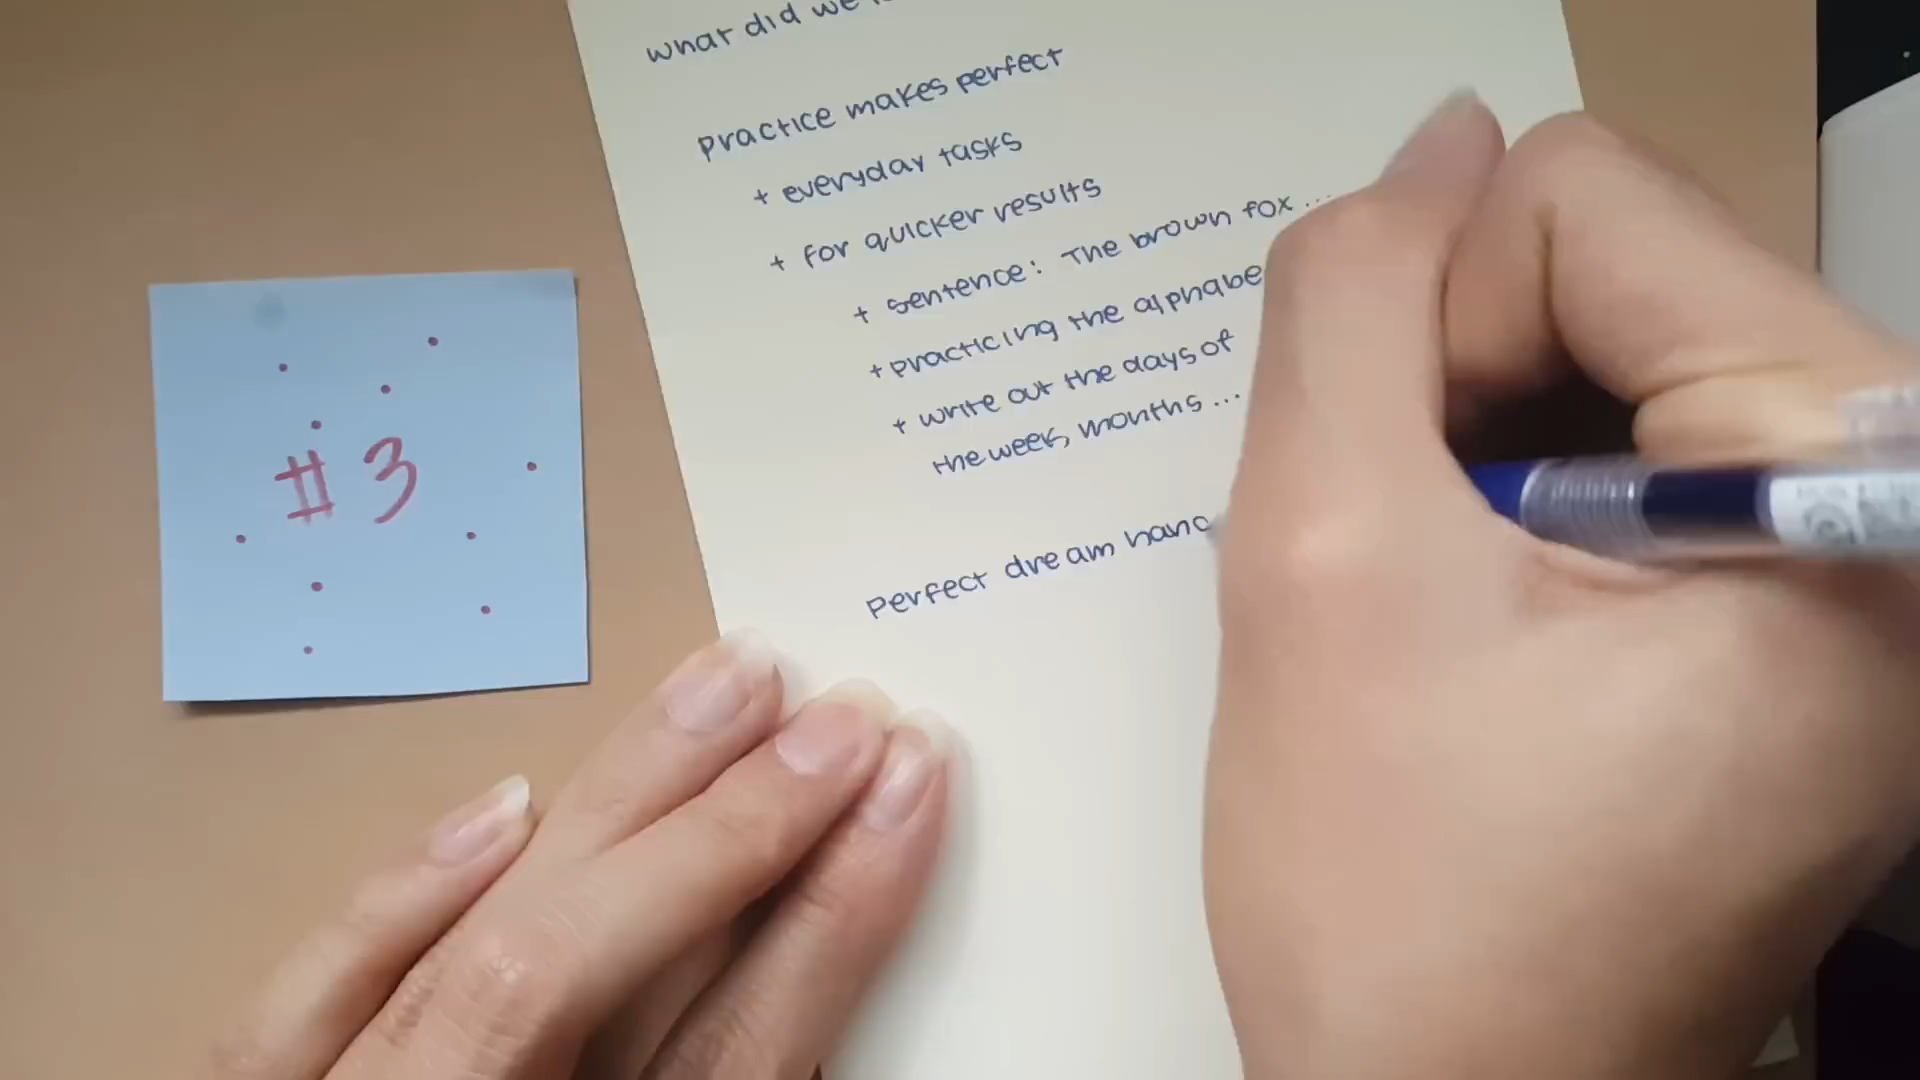 what did we
practice makes perfect
+ everyday tasks
+ for quicker results
+ sentence: The brown fox ...
+ practicing the alphabe
+ write out the days of
the week, months ...
perfect dream hand
# 3